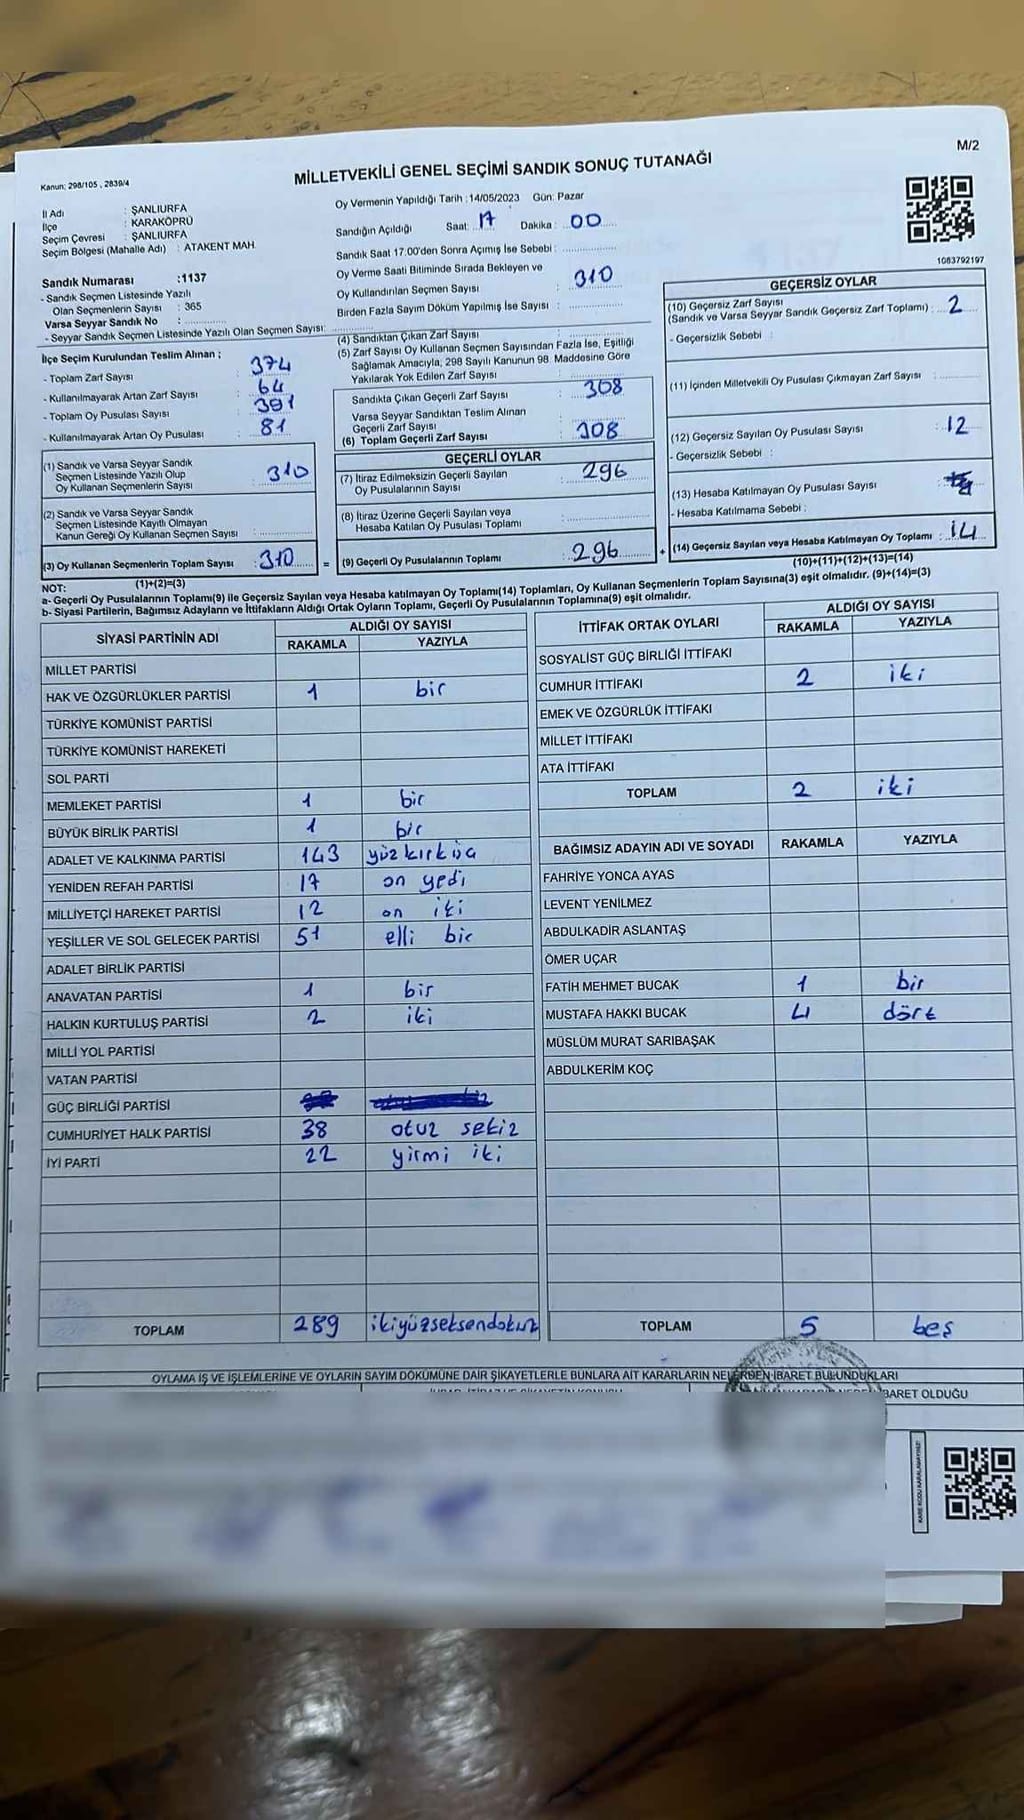 M/2
Kanun: 298/105 , 2839/4
MİLLETVEKİLİ GENEL SEÇİMİ SANDIK SONUÇ TUTANAĞI
İl Adı : ŞANLIURFA
İlçe : KARAKÖPRÜ
Seçim Çevresi : ŞANLIURFA
Seçim Bölgesi (Mahalle Adı) : ATAKENT MAH.
Sandık Numarası :1137
- Sandık Seçmen Listesinde Yazılı
Olan Seçmenlerin Sayısı : 365
Varsa Seyyar Sandık No :
- Seyyar Sandık Seçmen Listesinde Yazılı Olan Seçmen Sayısı:
Oy Vermenin Yapıldığı Tarih :14/05/2023 Gün: Pazar
Sandığın Açıldığı Saat: 17 Dakika : 00
Sandık Saat 17.00'den Sonra Açımış İse Sebebi :
Oy Verme Saati Bitiminde Sırada Bekleyen ve
Oy Kullandırılan Seçmen Sayısı : 310
Birden Fazla Sayım Döküm Yapılmış İse Sayısı :
1083792197
İlçe Seçim Kurulundan Teslim Alınan ;
- Toplam Zarf Sayısı : 374
- Kullanılmayarak Artan Zarf Sayısı : 64
- Toplam Oy Pusulası Sayısı : 391
- Kullanılmayarak Artan Oy Pusulası : 81
(4) Sandıktan Çıkan Zarf Sayısı :
(5) Zarf Sayısı Oy Kullanan Seçmen Sayısından Fazla İse, Eşitliği
Sağlamak Amacıyla, 298 Sayılı Kanunun 98. Maddesine Göre
Yakılarak Yok Edilen Zarf Sayısı :
Sandıkta Çıkan Geçerli Zarf Sayısı : 308
Varsa Seyyar Sandıktan Teslim Alınan
Geçerli Zarf Sayısı :
(6) Toplam Geçerli Zarf Sayısı : 308
GEÇERSİZ OYLAR
(10) Geçersiz Zarf Sayısı
(Sandık ve Varsa Seyyar Sandık Geçersiz Zarf Toplamı) : 2
- Geçersizlik Sebebi :
(11) İçinden Milletvekili Oy Pusulası Çıkmayan Zarf Sayısı :
(12) Geçersiz Sayılan Oy Pusulası Sayısı : 12
- Geçersizlik Sebebi :
(13) Hesaba Katılmayan Oy Pusulası Sayısı :
- Hesaba Katılmama Sebebi :
(14) Geçersiz Sayılan veya Hesaba Katılmayan Oy Toplamı : 14
(10)+(11)+(12)+(13)=(14)
(1) Sandık ve Varsa Seyyar Sandık
Seçmen Listesinde Yazılı Olup
Oy Kullanan Seçmenlerin Sayısı : 310
(2) Sandık ve Varsa Seyyar Sandık
Seçmen Listesinde Kayıtlı Olmayan
Kanun Gereği Oy Kullanan Seçmen Sayısı :
(3) Oy Kullanan Seçmenlerin Toplam Sayısı : 310 =
(1)+(2)=(3)
GEÇERLİ OYLAR
(7) İtiraz Edilmeksizin Geçerli Sayılan
Oy Pusulalarının Sayısı : 296
(8) İtiraz Üzerine Geçerli Sayılan veya
Hesaba Katılan Oy Pusulası Toplamı :
(9) Geçerli Oy Pusulalarının Toplamı : 296 +
NOT:
a- Geçerli Oy Pusulalarının Toplamı(9) ile Geçersiz Sayılan veya Hesaba katılmayan Oy Toplamı(14) Toplamları, Oy Kullanan Seçmenlerin Toplam Sayısına(3) eşit olmalıdır. (9)+(14)=(3)
b- Siyasi Partilerin, Bağımsız Adayların ve İttifakların Aldığı Ortak Oyların Toplamı, Geçerli Oy Pusulalarının Toplamına(9) eşit olmalıdır.
SİYASİ PARTİNİN ADI
ALDIĞI OY SAYISI
RAKAMLA YAZIYLA
MİLLET PARTİSİ
HAK VE ÖZGÜRLÜKLER PARTİSİ 1 bir
TÜRKİYE KOMÜNİST PARTİSİ
TÜRKİYE KOMÜNİST HAREKETİ
SOL PARTİ
MEMLEKET PARTİSİ 1 bir
BÜYÜK BİRLİK PARTİSİ 1 bir
ADALET VE KALKINMA PARTİSİ 143 yüz kırk üç
YENİDEN REFAH PARTİSİ 17 on yedi
MİLLİYETÇİ HAREKET PARTİSİ 12 on iki
YEŞİLLER VE SOL GELECEK PARTİSİ 51 elli bir
ADALET BİRLİK PARTİSİ
ANAVATAN PARTİSİ 1 bir
HALKIN KURTULUŞ PARTİSİ 2 iki
MİLLİ YOL PARTİSİ
VATAN PARTİSİ
GÜÇ BİRLİĞİ PARTİSİ
CUMHURİYET HALK PARTİSİ 38 otuz sekiz
İYİ PARTİ 22 yirmi iki
TOPLAM 289 ikiyüzseksendokuz
İTTİFAK ORTAK OYLARI
ALDIĞI OY SAYISI
RAKAMLA YAZIYLA
SOSYALİST GÜÇ BİRLİĞİ İTTİFAKI
CUMHUR İTTİFAKI 2 iki
EMEK VE ÖZGÜRLÜK İTTİFAKI
MİLLET İTTİFAKI
ATA İTTİFAKI
TOPLAM 2 iki
BAĞIMSIZ ADAYIN ADI VE SOYADI RAKAMLA YAZIYLA
FAHRİYE YONCA AYAS
LEVENT YENİLMEZ
ABDULKADİR ASLANTAŞ
ÖMER UÇAR
FATİH MEHMET BUCAK 1 bir
MUSTAFA HAKKI BUCAK 4 dört
MÜSLÜM MURAT SARIBAŞAK
ABDULKERİM KOÇ
TOPLAM 5 beş
OYLAMA İŞ VE İŞLEMLERİNE VE OYLARIN SAYIM DÖKÜMÜNE DAİR ŞİKAYETLERLE BUNLARA AİT KARARLARIN NELERDEN İBARET BULUNDUKLARI
İBARET OLDUĞU
KARE KODU KARALAMAYINIZ!